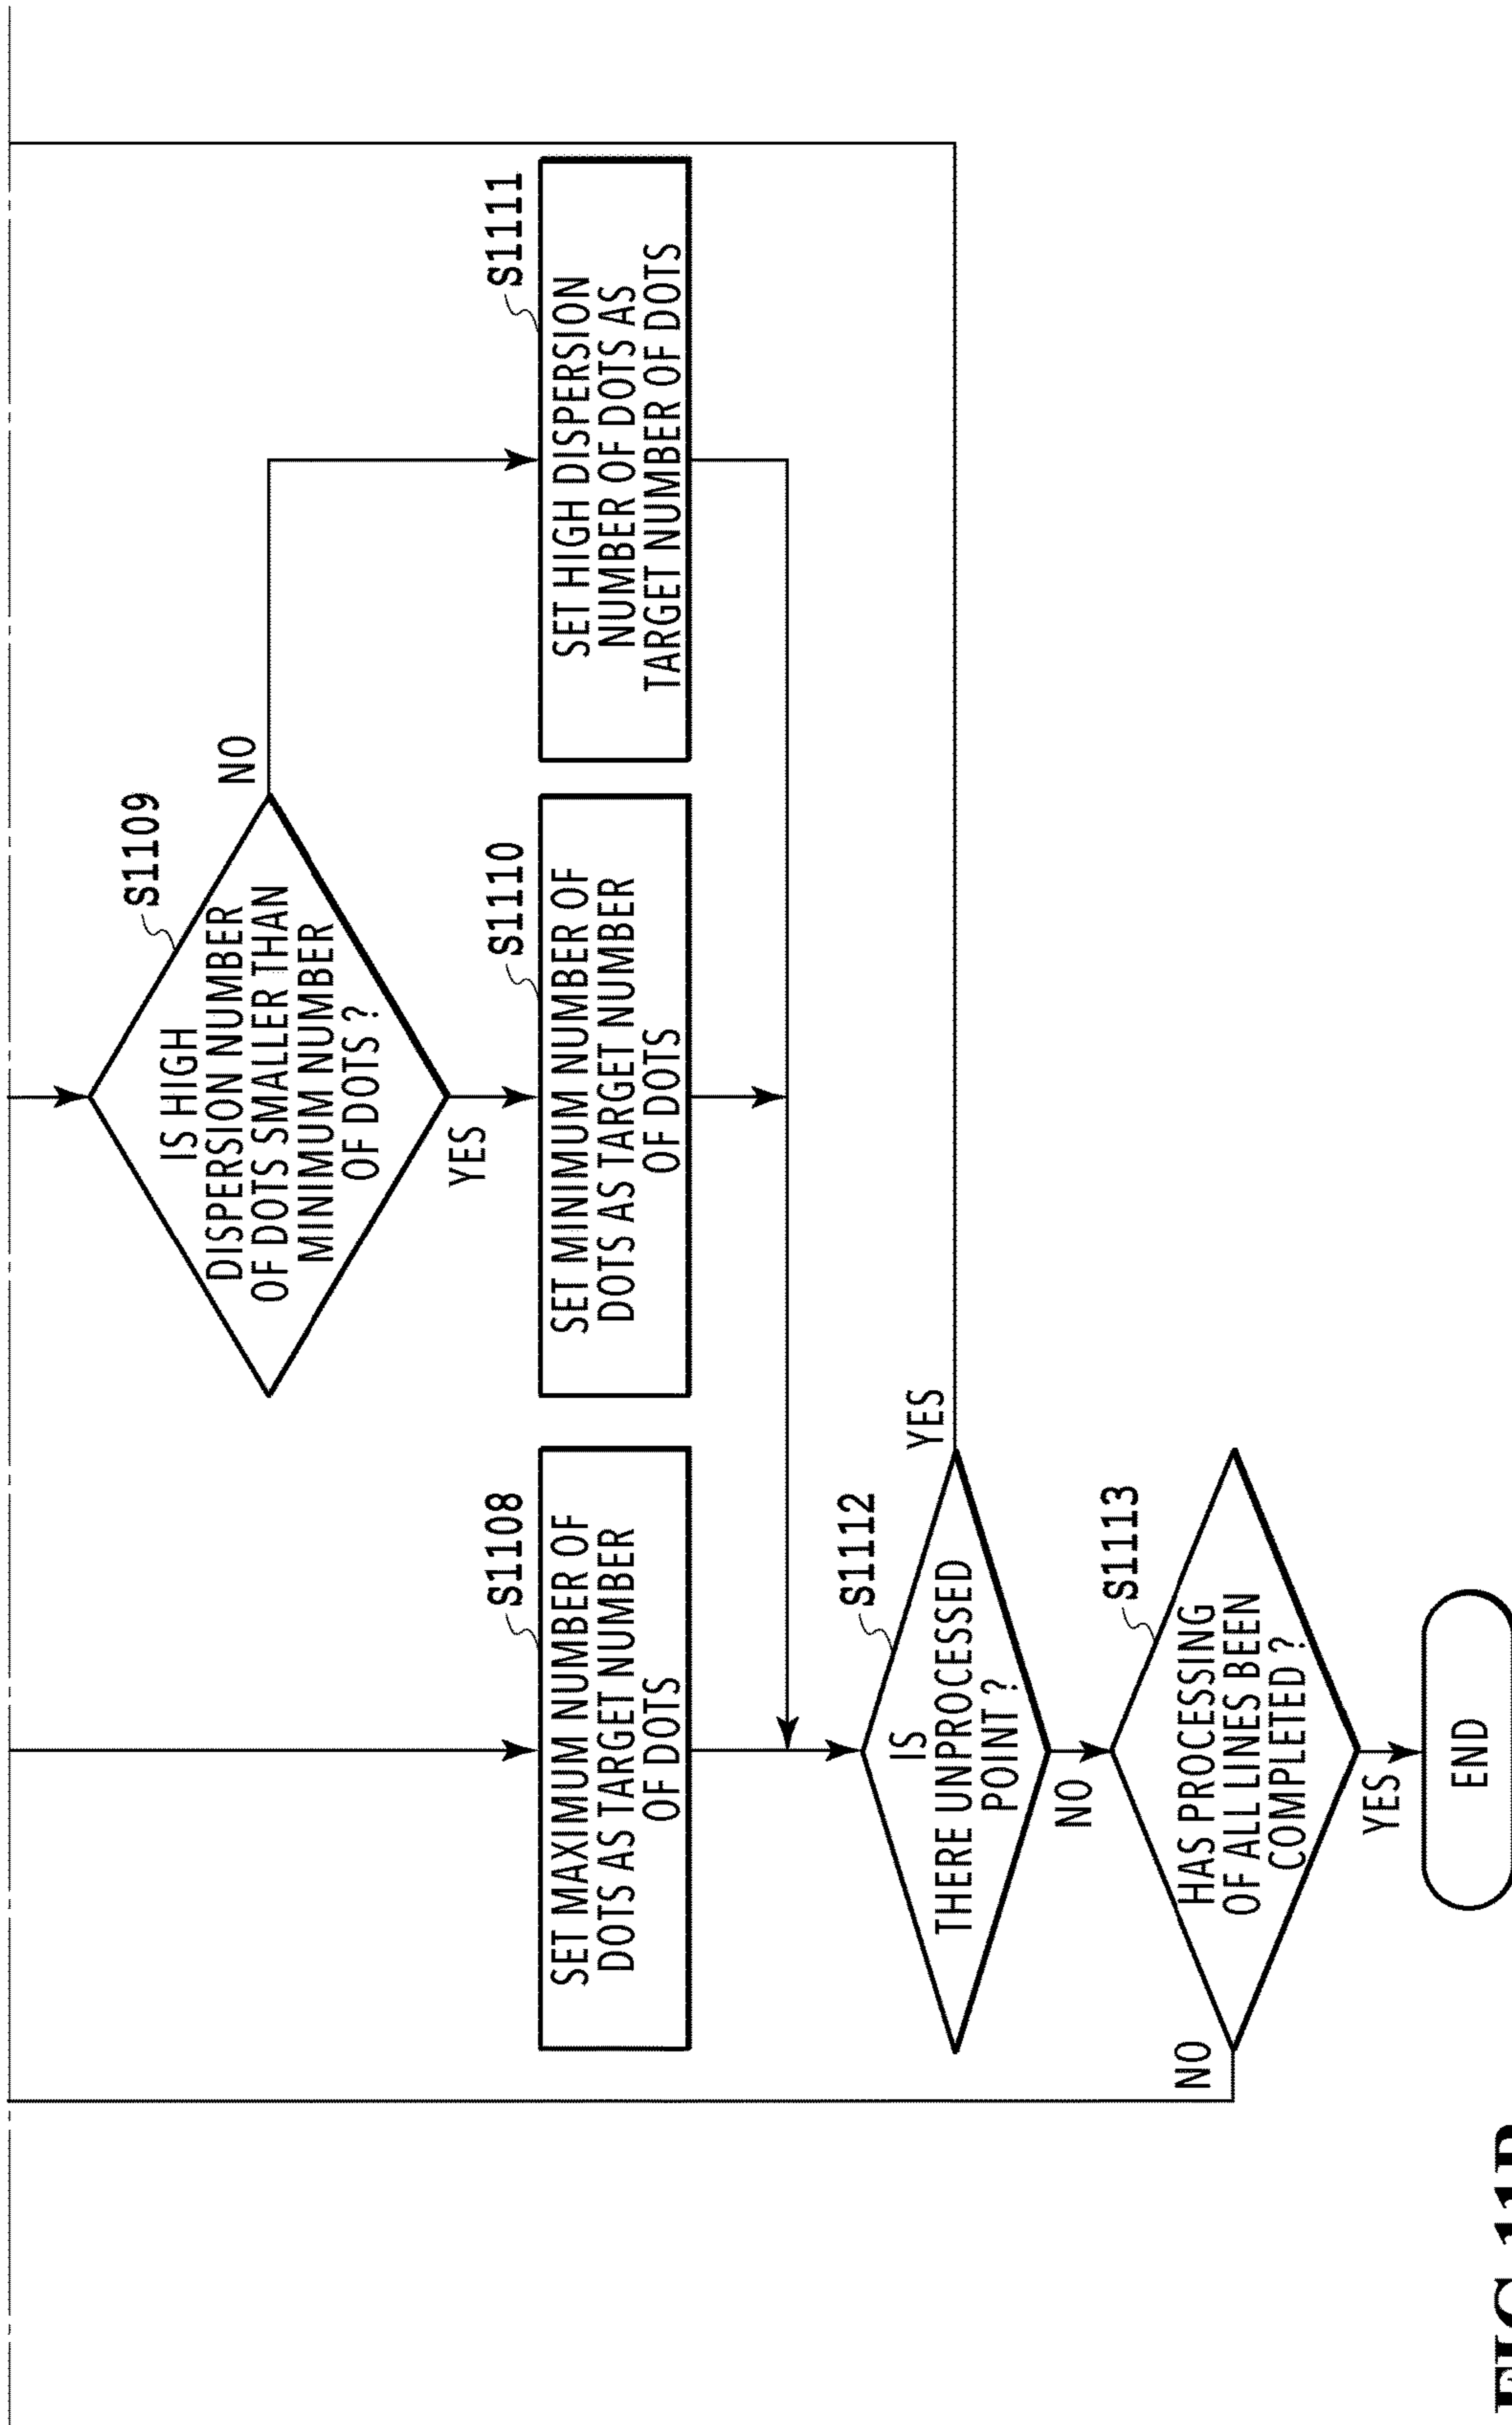 S1109
IS HIGH
DISPERSION NUMBER
OF DOTS SMALLER THAN
MINIMUM NUMBER
OF DOTS ?
NO
YES
S1108
SET MAXIMUM NUMBER OF
DOTS AS TARGET NUMBER
OF DOTS
S1110
SET MINIMUM NUMBER OF
DOTS AS TARGET NUMBER
OF DOTS
S1111
SET HIGH DISPERSION
NUMBER OF DOTS AS
TARGET NUMBER OF DOTS
S1112
IS
THERE UNPROCESSED
POINT ?
YES
NO
S1113
HAS PROCESSING
OF ALL LINES BEEN
COMPLETED ?
NO
YES
END
FIG.11B